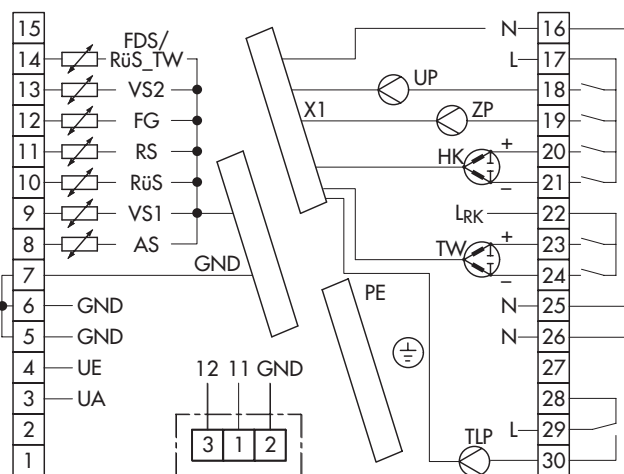 15
FDS/
14 RüS_TW
13 VS2
12 FG
11 RS
10 RüS
9 VS1
8 AS
7 GND
6 GND
5 GND
4 UE
3 UA
2
1
X1
PE
12 11 GND
3 1 2
N 16
L 17
UP 18
ZP 19
HK + 20
– 21
LRK 22
TW + 23
– 24
N 25
N 26
27
28
L 29
TLP 30